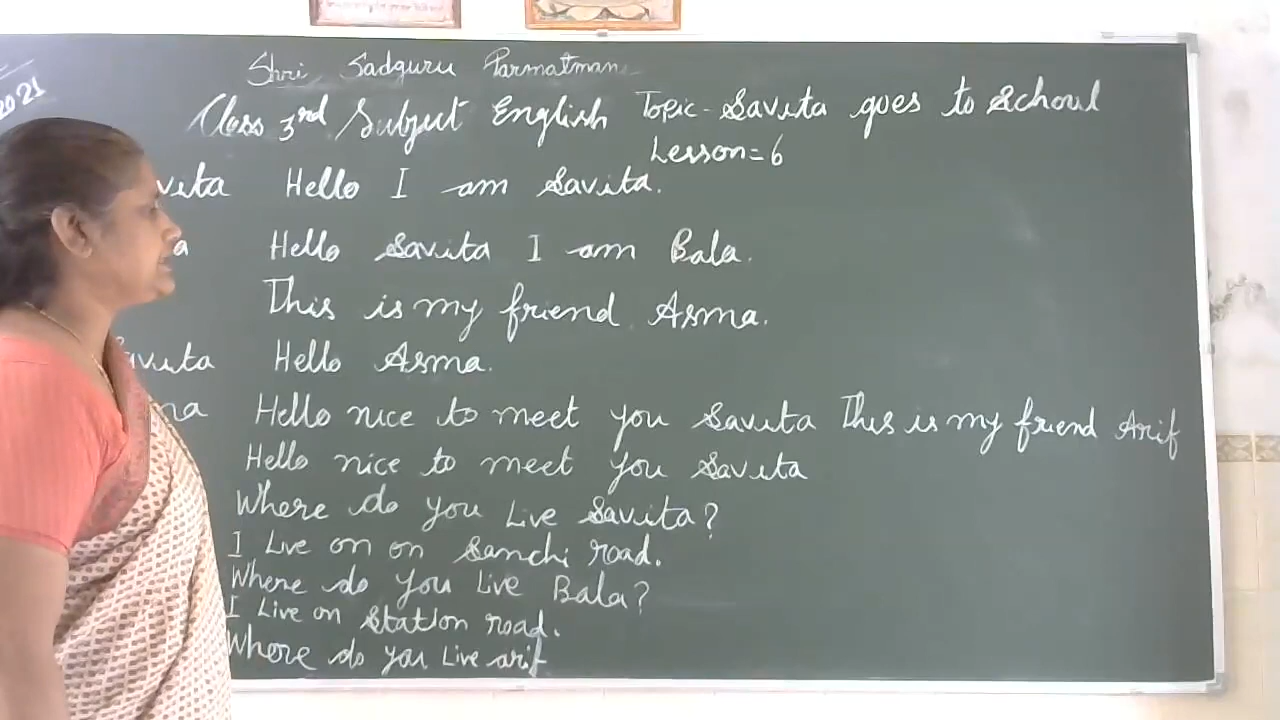 Shri Sadguru Parmatman
2021
Class 3rd Subject English Topic - Savita goes to School
Lesson = 6
vita Hello I am Savita.
a Hello Savita I am Bala.
This is my friend Asma.
avita Hello Asma.
ma Hello nice to meet you Savita This is my friend Arif
Hello nice to meet you Savita
Where do you Live Savita?
I Live on on Sanchi road.
Where do you Live Bala?
I Live on Station road.
Where do you Live arif